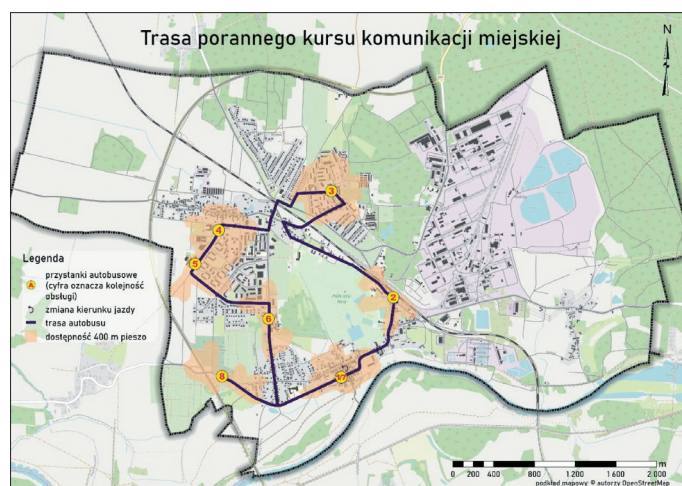 Trasa porannego kursu komunikacji miejskiej
N
3
4
5
2
6
8
1/7
Legenda
A
przystanki autobusowe
(cyfra oznacza kolejność
obsługi)
zmiana kierunku jazdy
trasa autobusu
dostępność 400 m pieszo
m
0 200 400 800 1 200 1 600 2 000
podkład mapowy: © autorzy OpenStreetMap